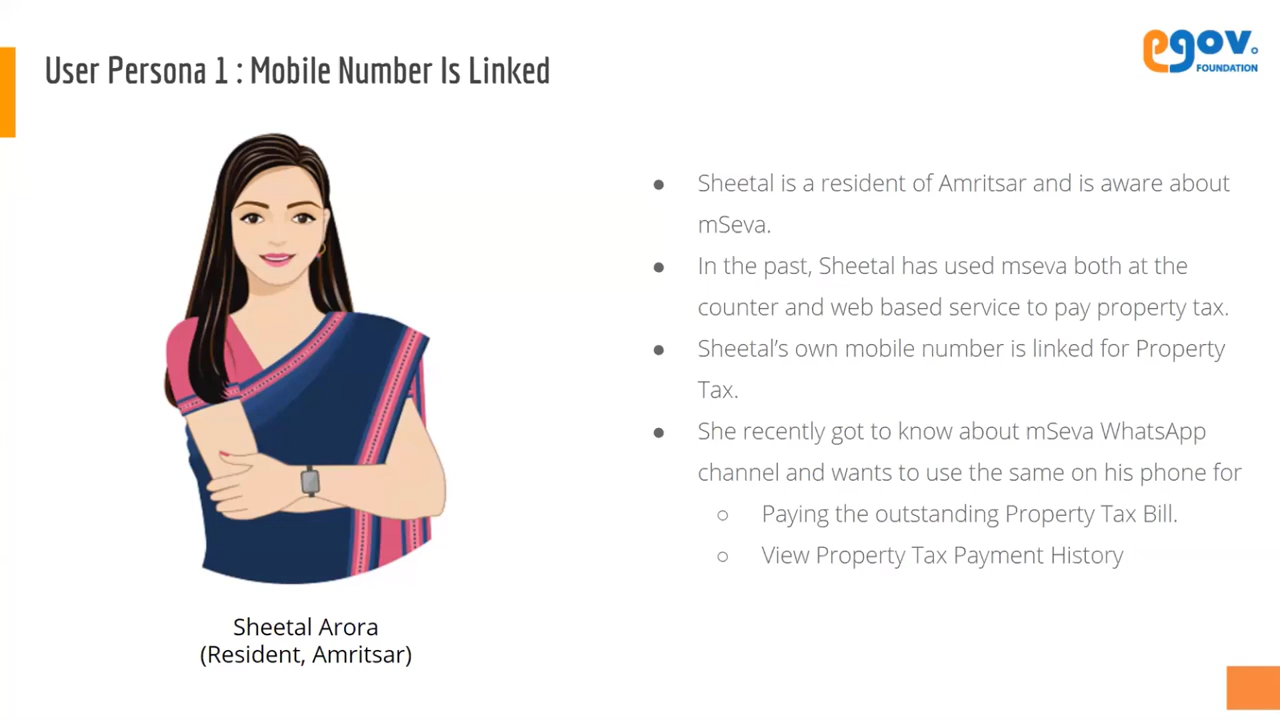 User Persona 1 : Mobile Number Is Linked
egov.
FOUNDATION
● Sheetal is a resident of Amritsar and is aware about
mSeva.
● In the past, Sheetal has used mseva both at the
counter and web based service to pay property tax.
● Sheetal’s own mobile number is linked for Property
Tax.
● She recently got to know about mSeva WhatsApp
channel and wants to use the same on his phone for
○ Paying the outstanding Property Tax Bill.
○ View Property Tax Payment History
Sheetal Arora
(Resident, Amritsar)